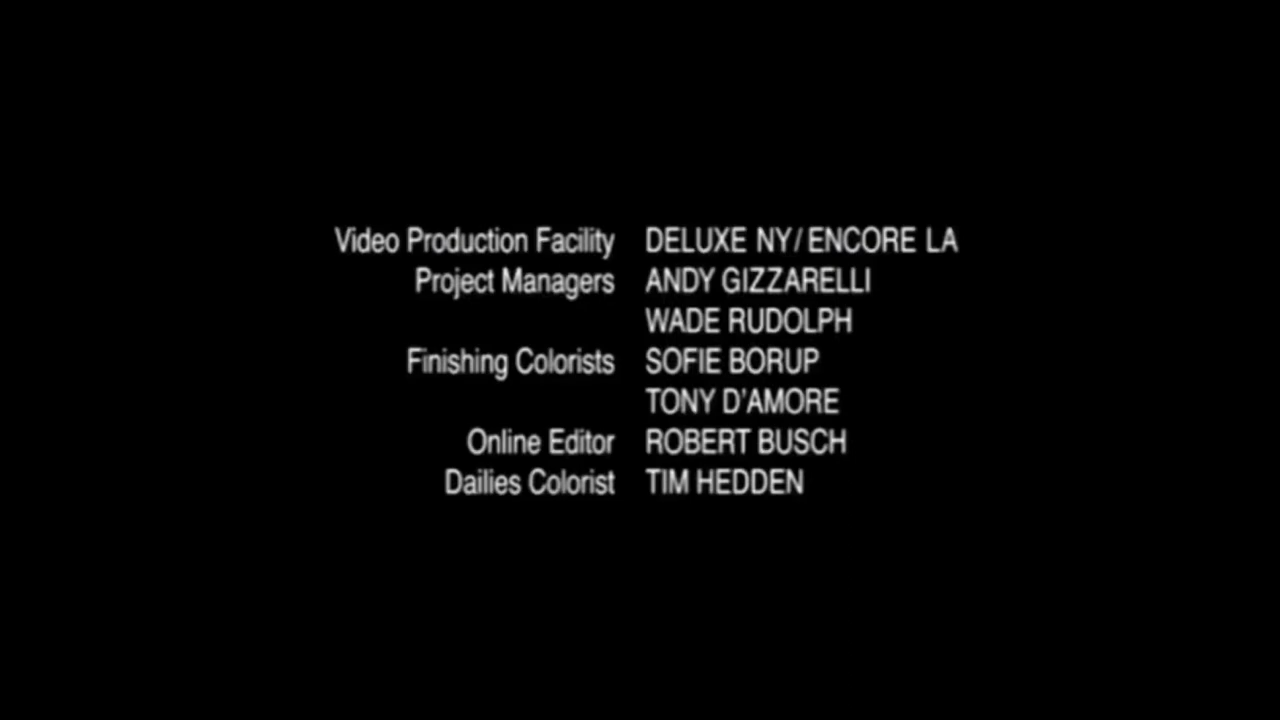 Video Production Facility DELUXE NY/ENCORE LA
Project Managers ANDY GIZZARELLI
WADE RUDOLPH
Finishing Colorists SOFIE BORUP
TONY D'AMORE
Online Editor ROBERT BUSCH
Dailies Colorist TIM HEDDEN